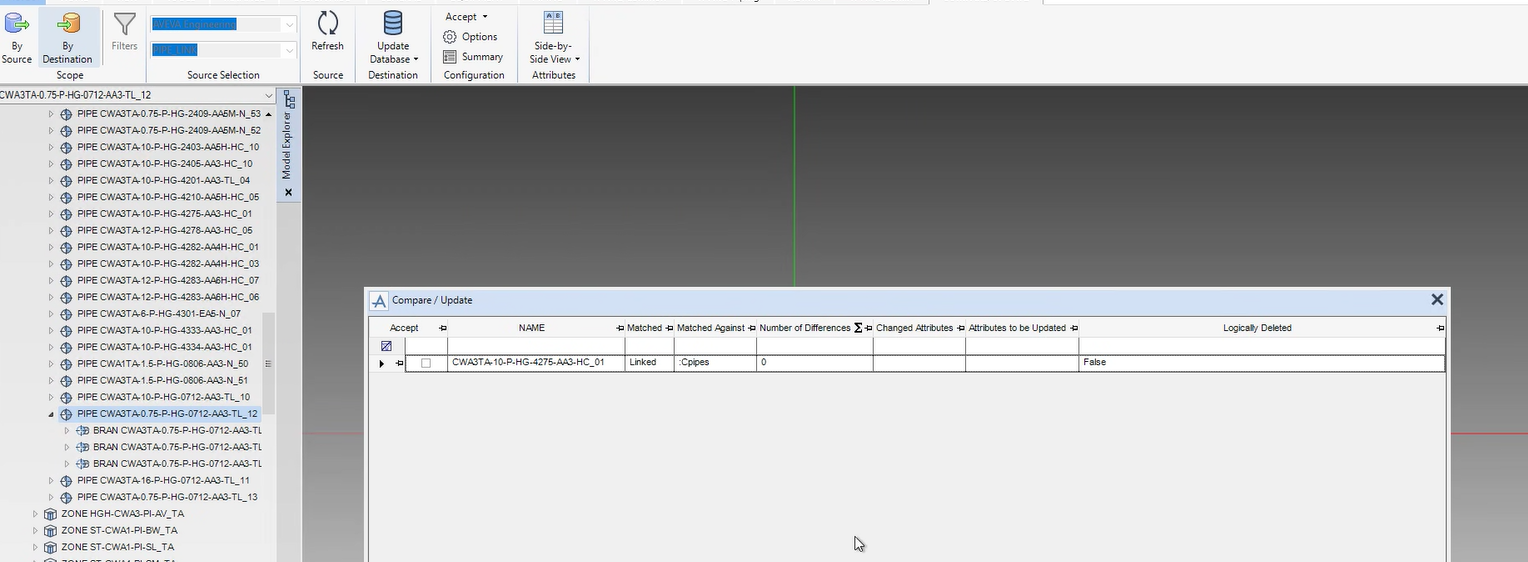 By
Source
By
Destination
Scope
Filters
AVEVA Engineering
PIPE_LINK
Source Selection
Refresh
Source
Update
Database
Destination
Accept
Options
Summary
Configuration
Side-by-
Side View
Attributes
CWA3TA-0.75-P-HG-0712-AA3-TL_12
Model Explorer
PIPE CWA3TA-0.75-P-HG-2409-AA5M-N_53
PIPE CWA3TA-0.75-P-HG-2409-AA5M-N_52
PIPE CWA3TA-10-P-HG-2403-AA5H-HC_10
PIPE CWA3TA-10-P-HG-2405-AA3-HC_10
PIPE CWA3TA-10-P-HG-4201-AA3-TL_04
PIPE CWA3TA-10-P-HG-4210-AA5H-HC_05
PIPE CWA3TA-10-P-HG-4275-AA3-HC_01
PIPE CWA3TA-12-P-HG-4278-AA3-HC_05
PIPE CWA3TA-10-P-HG-4282-AA4H-HC_01
PIPE CWA3TA-10-P-HG-4282-AA4H-HC_03
PIPE CWA3TA-12-P-HG-4283-AA6H-HC_07
PIPE CWA3TA-12-P-HG-4283-AA6H-HC_06
PIPE CWA3TA-6-P-HG-4301-EA5-N_07
PIPE CWA3TA-10-P-HG-4333-AA3-HC_01
PIPE CWA3TA-10-P-HG-4334-AA3-HC_01
PIPE CWA1TA-1.5-P-HG-0806-AA3-N_50
PIPE CWA3TA-1.5-P-HG-0806-AA3-N_51
PIPE CWA3TA-10-P-HG-0712-AA3-TL_10
PIPE CWA3TA-0.75-P-HG-0712-AA3-TL_12
BRAN CWA3TA-0.75-P-HG-0712-AA3-TL
BRAN CWA3TA-0.75-P-HG-0712-AA3-TL
BRAN CWA3TA-0.75-P-HG-0712-AA3-TL
PIPE CWA3TA-16-P-HG-0712-AA3-TL_11
PIPE CWA3TA-0.75-P-HG-0712-AA3-TL_13
ZONE HGH-CWA3-PI-AV_TA
ZONE ST-CWA1-PI-BW_TA
ZONE ST-CWA1-PI-SL_TA
Compare / Update
Accept NAME Matched Matched Against Number of Differences Σ Changed Attributes Attributes to be Updated Logically Deleted
CWA3TA-10-P-HG-4275-AA3-HC_01 Linked :Cpipes 0 False